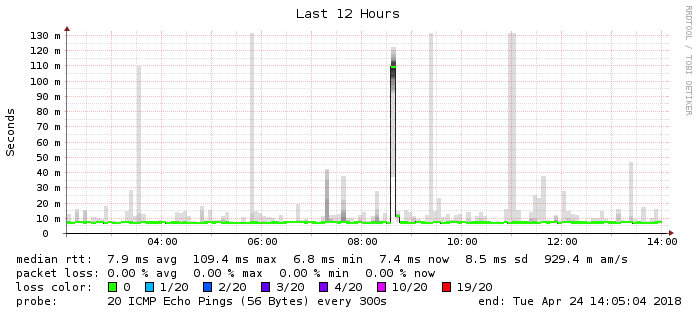 Last 12 Hours
RRDTOOL / TOBI OETIKER
Seconds
130 m
120 m
110 m
100 m
90 m
80 m
70 m
60 m
50 m
40 m
30 m
20 m
10 m
0
04:00 06:00 08:00 10:00 12:00 14:00
median rtt: 7.9 ms avg 109.4 ms max 6.8 ms min 7.4 ms now 8.5 ms sd 929.4 m am/s
packet loss: 0.00 % avg 0.00 % max 0.00 % min 0.00 % now
loss color: 0 1/20 2/20 3/20 4/20 10/20 19/20
probe: 20 ICMP Echo Pings (56 Bytes) every 300s end: Tue Apr 24 14:05:04 2018